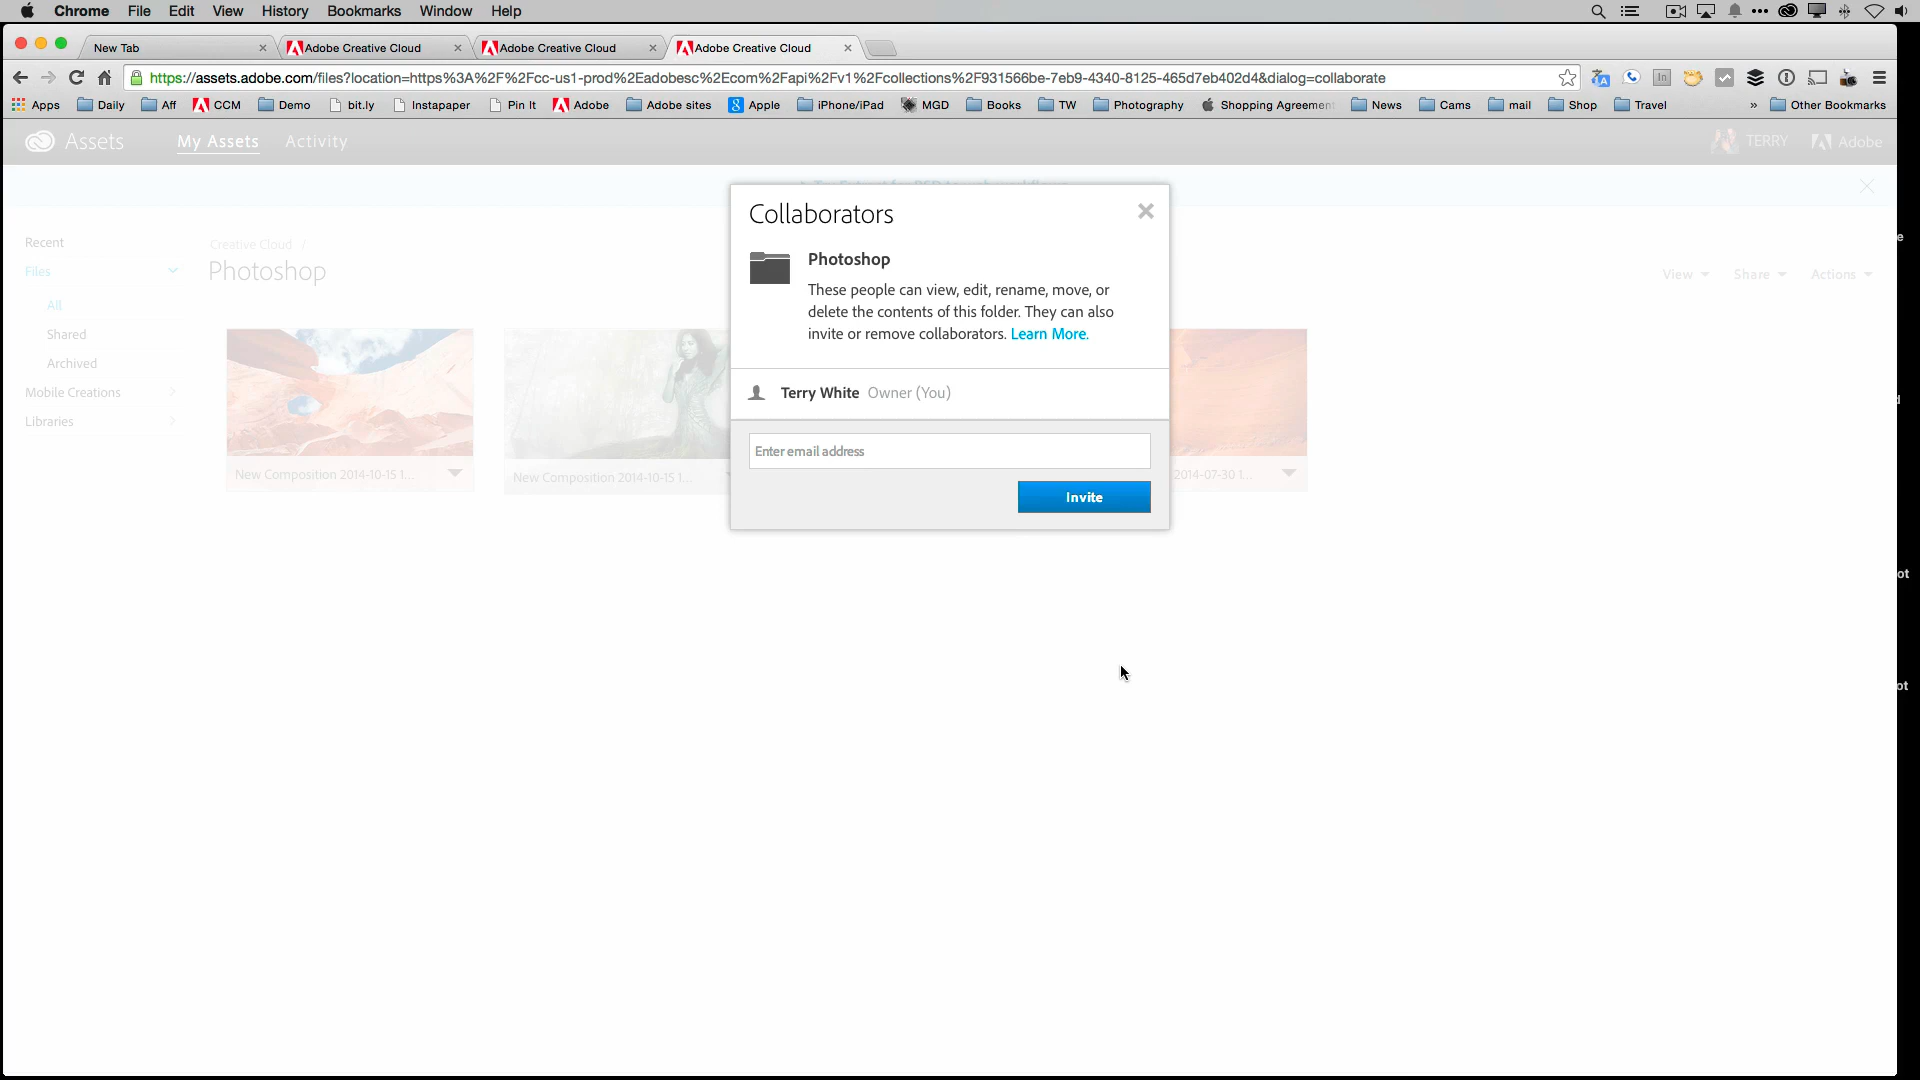 Chrome File Edit View History Bookmarks Window Help
New Tab
Adobe Creative Cloud
Adobe Creative Cloud
Adobe Creative Cloud
https://assets.adobe.com/files?location=https%3A%2F%2Fcc-us1-prod%2Eadobesc%2Ecom%2Fapi%2Fv1%2Fcollections%2F931566be-7eb9-4340-8125-465d7eb402d4&dialog=collaborate
Apps Daily Aff CCM Demo bit.ly Instapaper Pin It Adobe Adobe sites Apple iPhone/iPad MGD Books TW Photography Shopping Agreement News Cams mail Shop Travel » Other Bookmarks
Assets My Assets Activity TERRY Adobe
Collaborators
Photoshop
These people can view, edit, rename, move, or
delete the contents of this folder. They can also
invite or remove collaborators. Learn More.
Terry White Owner (You)
Enter email address
Invite
Recent
Files
All
Shared
Archived
Mobile Creations
Libraries
Creative Cloud /
Photoshop
View Share Actions
New Composition 2014-10-15 1...
New Composition 2014-10-15 1...
2014-07-30 1...